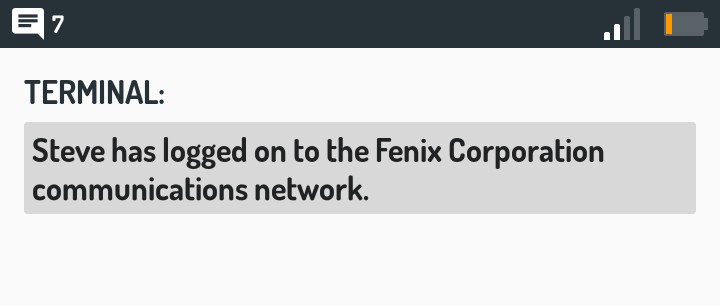 7
TERMINAL:
Steve has logged on to the Fenix Corporation
communications network.